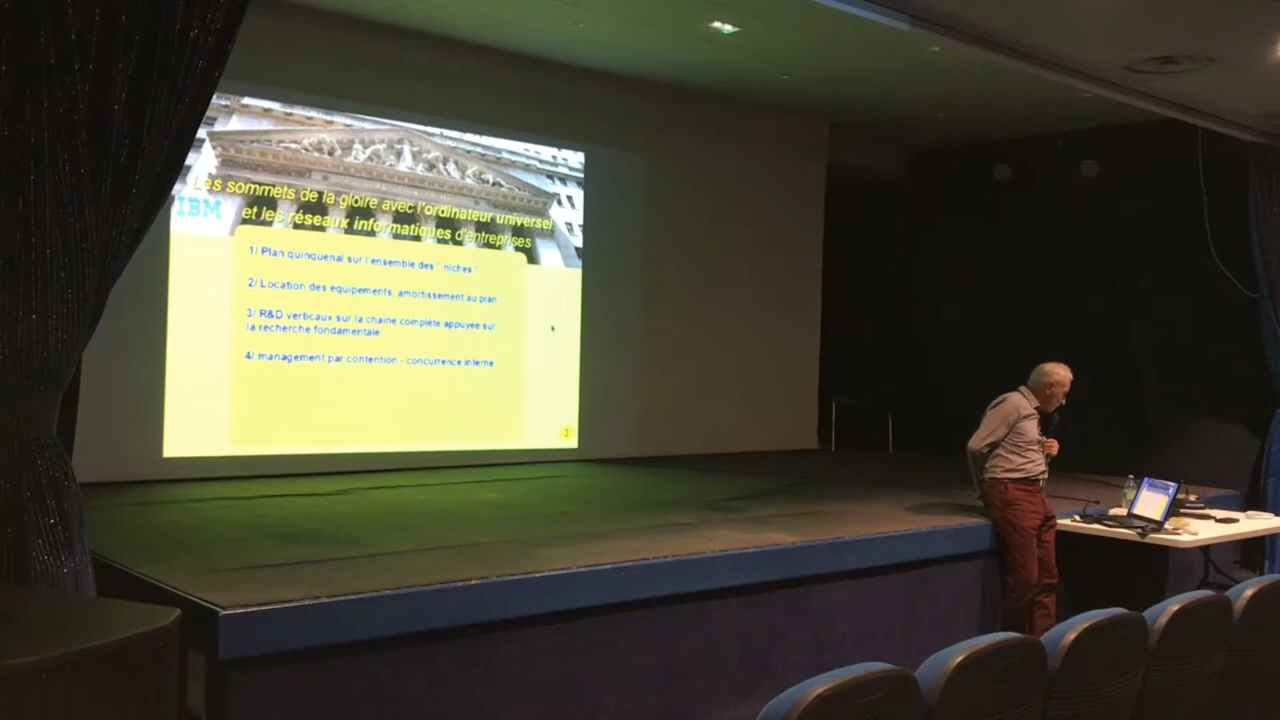 Les sommets de la gloire avec l'ordinateur universel
IBM
et les réseaux informatiques d'entreprises
1/ Plan quinquenal sur l'ensemble des " niches "
2/ Location des équipements, amortissement au plan
3/ R&D verticaux sur la chaine complète appuyée sur
la recherche fondamentale
4/ management par contention - concurrence interne
3